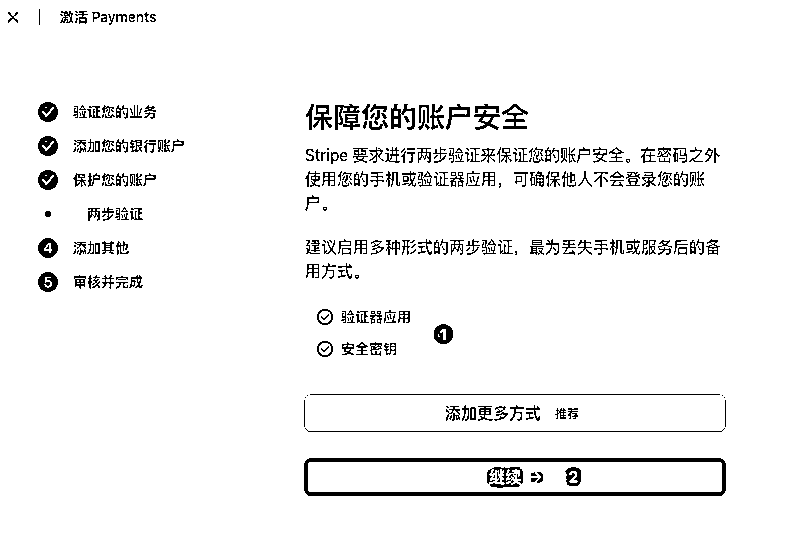 × | 激活 Payments
验证您的业务
添加您的银行账户
保护您的账户
两步验证
4 添加其他
5 审核并完成
保障您的账户安全
Stripe 要求进行两步验证来保证您的账户安全。在密码之外
使用您的手机或验证器应用，可确保他人不会登录您的账
户。
建议启用多种形式的两步验证，最为丢失手机或服务后的备
用方式。
验证器应用
安全密钥
1
添加更多方式 推荐
继续 → 2